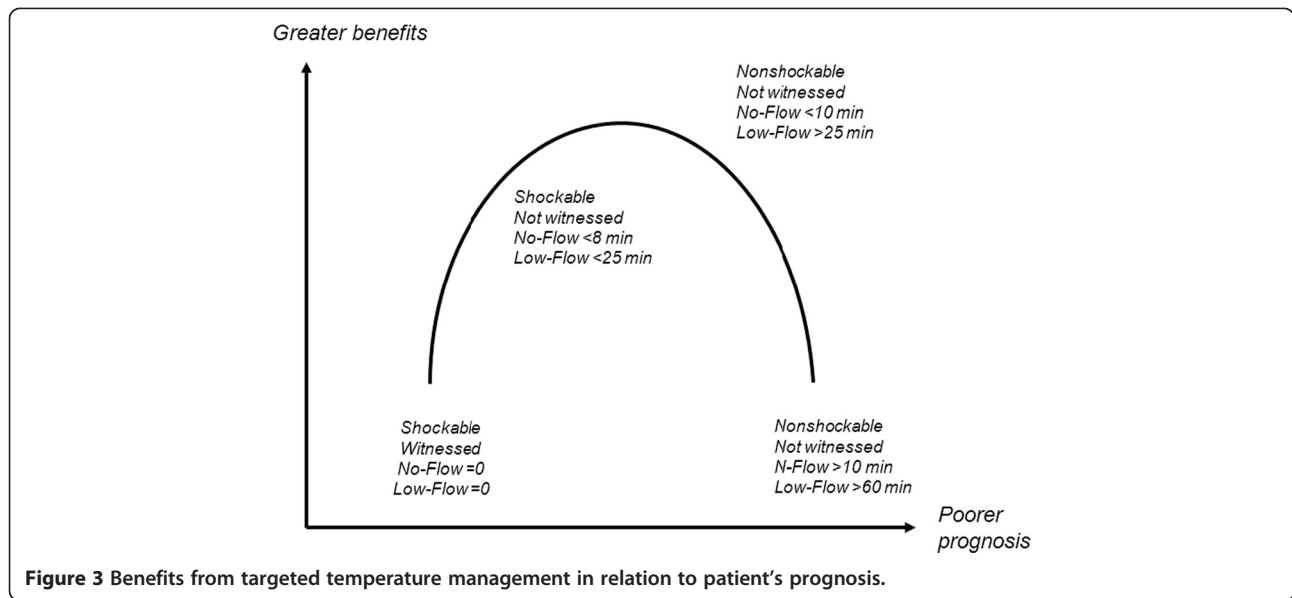 Greater benefits
Nonshockable
Not witnessed
No-Flow <10 min
Low-Flow >25 min
Shockable
Not witnessed
No-Flow <8 min
Low-Flow <25 min
Shockable
Witnessed
No-Flow =0
Low-Flow=0
Nonshockable
Not witnessed
N-Flow >10 min
Low-Flow >60 min
Poorer
prognosis
Figure 3 Benefits from targeted temperature management in relation to patient's prognosis.